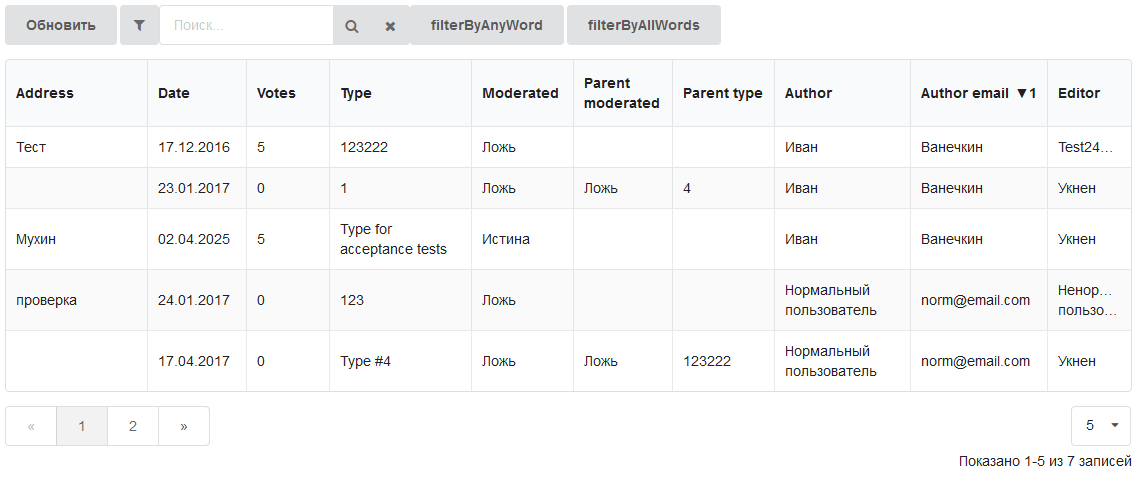 Обновить Поиск... filterByAnyWord filterByAllWords
Address Date Votes Type Moderated Parent moderated Parent type Author Author email ▼1 Editor
Тест 17.12.2016 5 123222 Ложь Иван Ванечкин Test24...
23.01.2017 0 1 Ложь Ложь 4 Иван Ванечкин Укнен
Мухин 02.04.2025 5 Type for acceptance tests Истина Иван Ванечкин Укнен
проверка 24.01.2017 0 123 Ложь Нормальный пользователь norm@email.com Ненор... пользо...
17.04.2017 0 Type #4 Ложь Ложь 123222 Нормальный пользователь norm@email.com Укнен
« 1 2 » 5
Показано 1-5 из 7 записей